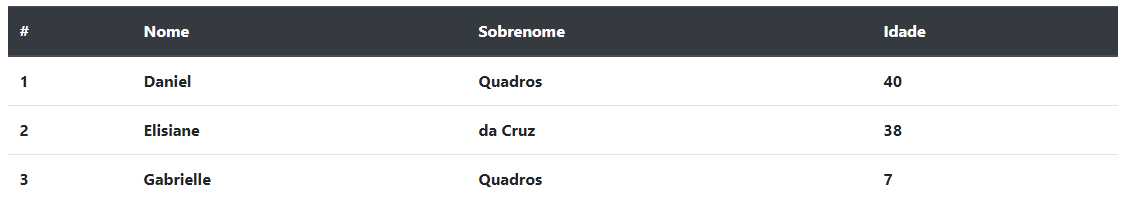 # Nome Sobrenome Idade
1 Daniel Quadros 40
2 Elisiane da Cruz 38
3 Gabrielle Quadros 7